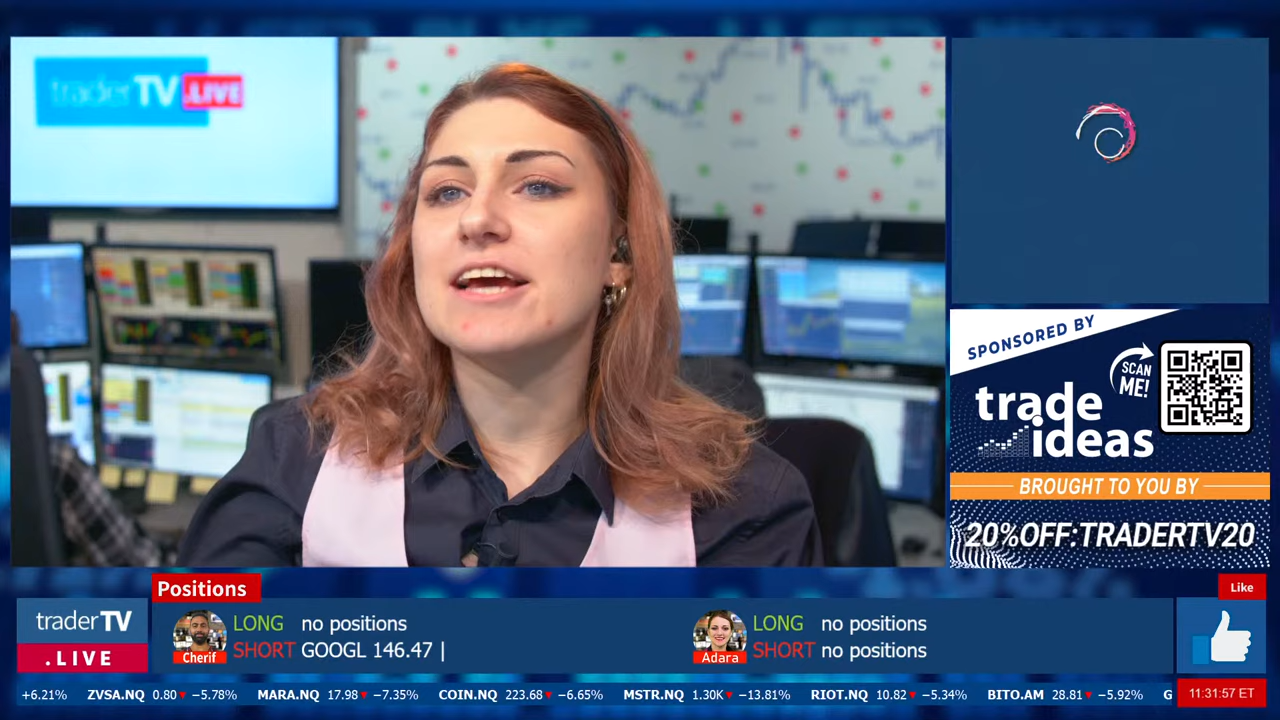 traderTV.LIVE
SPONSORED BY
SCAN ME!
trade
ideas
BROUGHT TO YOU BY
20%OFF:TRADERTV20
Positions
Like
traderTV
.LIVE
Cherif
LONG no positions
SHORT GOOGL 146.47 |
Adara
LONG no positions
SHORT no positions
+6.21% ZVSA.NQ 0.80▼ −5.78% MARA.NQ 17.98▼ −7.35% COIN.NQ 223.68▼ −6.65% MSTR.NQ 1.30K▼ −13.81% RIOT.NQ 10.82▼ −5.34% BITO.AM 28.81▼ −5.92% G
11:31:57 ET